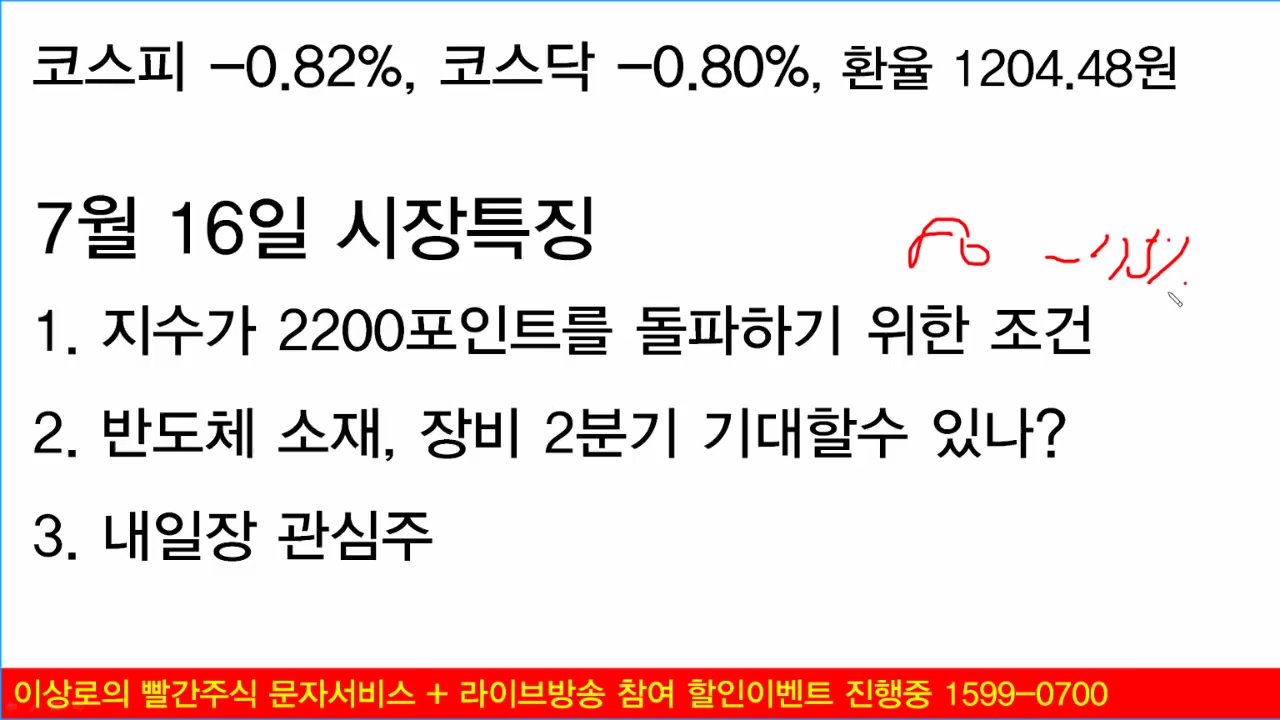 코스피 -0.82%, 코스닥 -0.80%, 환율 1204.48원
7월 16일 시장특징
1. 지수가 2200포인트를 돌파하기 위한 조건
2. 반도체 소재, 장비 2분기 기대할수 있나?
3. 내일장 관심주
이상로의 빨간주식 문자서비스 + 라이브방송 참여 할인이벤트 진행중 1599-0700